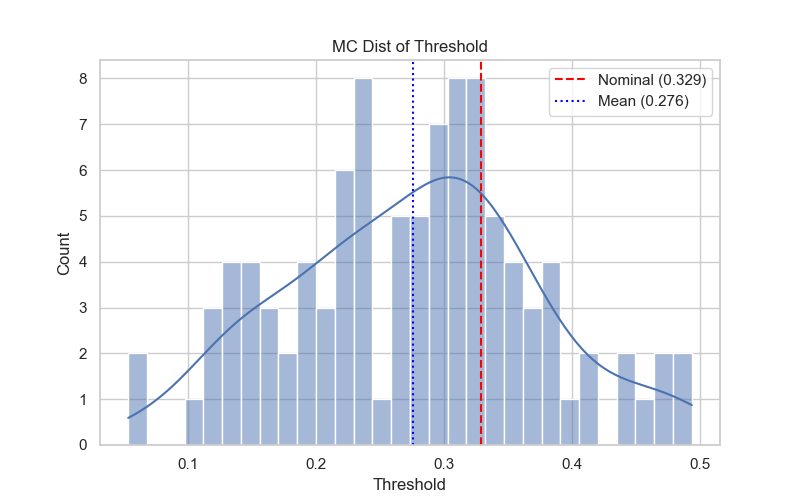 MC Dist of Threshold
Nominal (0.329)
Mean (0.276)
8
7
6
5
4
3
2
1
0
Count
0.1 0.2 0.3 0.4 0.5
Threshold